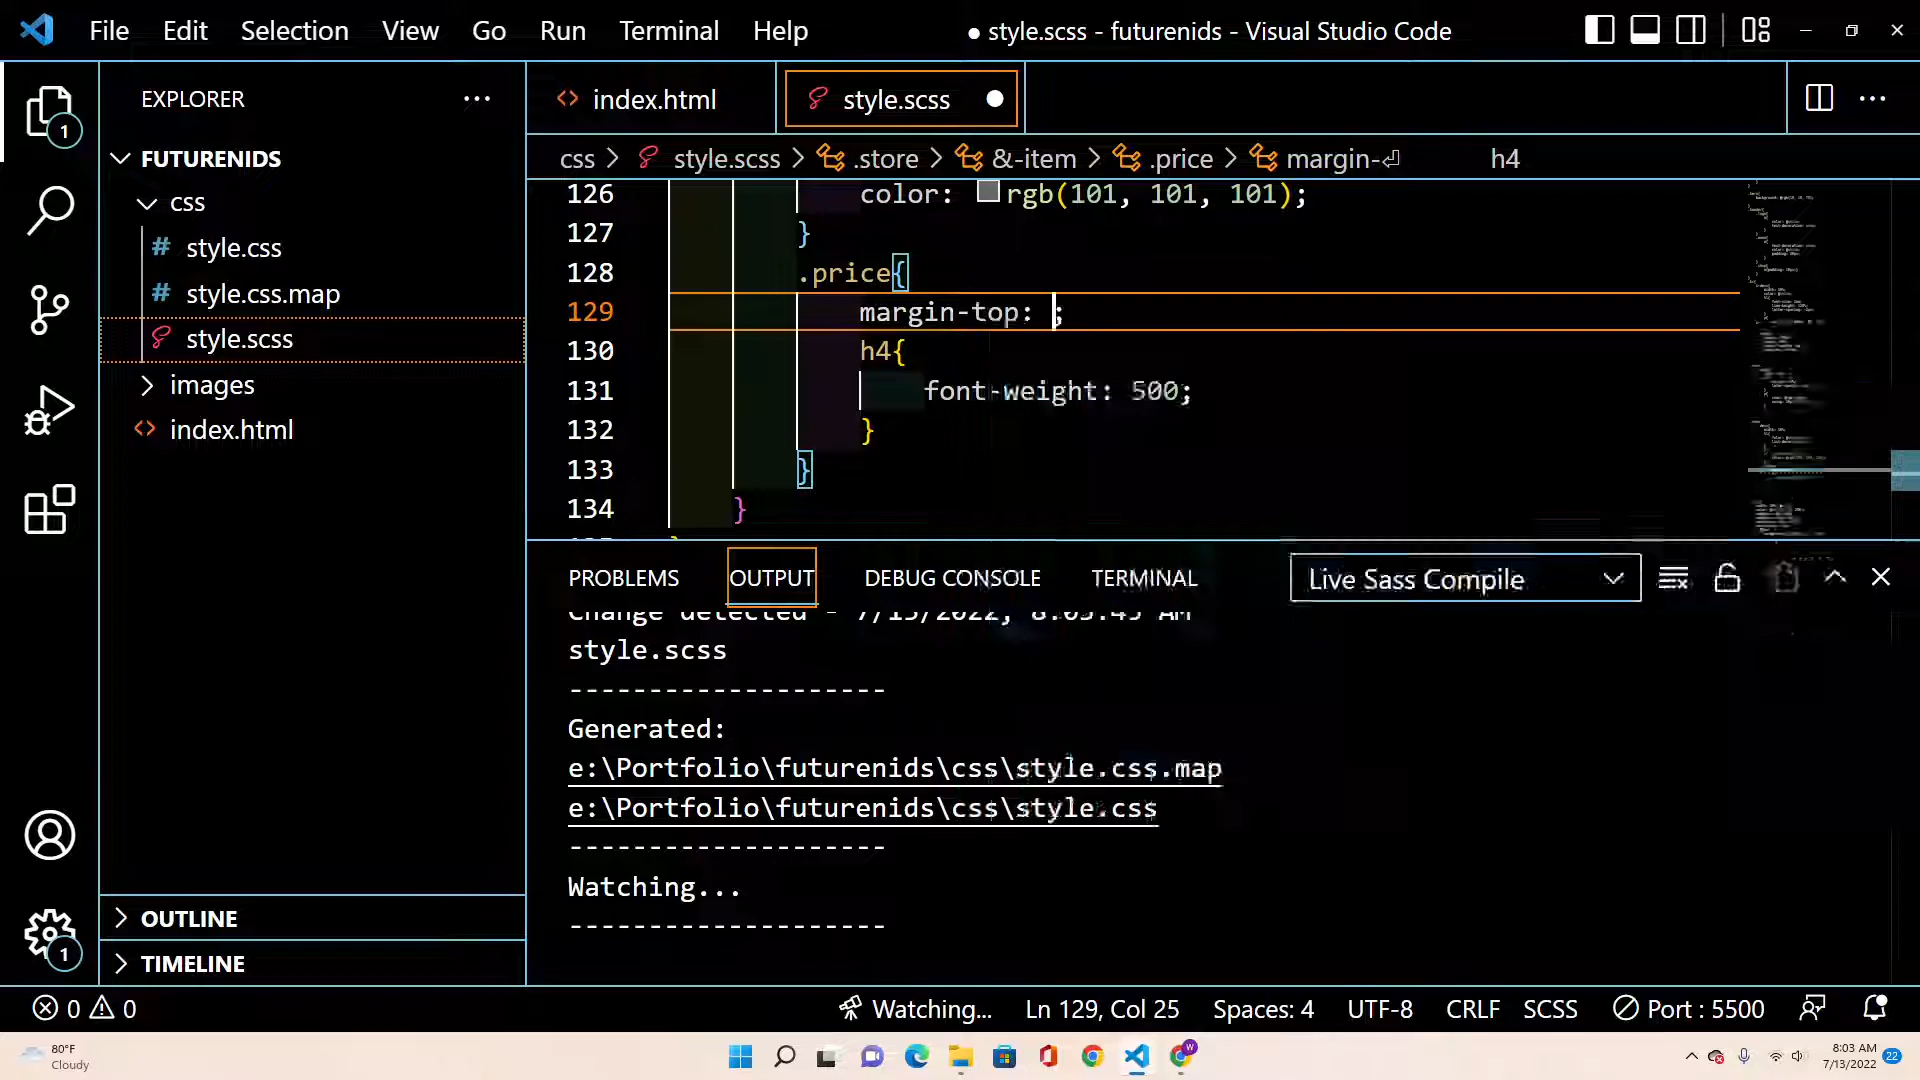 File Edit Selection View Go Run Terminal Help ● style.scss - futurenids - Visual Studio Code
EXPLORER ...
1
FUTURENIDS
css
# style.css
# style.css.map
style.scss
images
<> index.html
OUTLINE
TIMELINE
1
<> index.html style.scss
css > style.scss > .store > &-item > .price > margin-⏎ h4
126 color: rgb(101, 101, 101);
127 }
128 .price{
129 margin-top: ;
130 h4{
131 font-weight: 500;
132 }
133 }
134 }
PROBLEMS OUTPUT DEBUG CONSOLE TERMINAL Live Sass Compile
style.scss
--------------------
Generated:
e:\Portfolio\futurenids\css\style.css.map
e:\Portfolio\futurenids\css\style.css
--------------------
Watching...
--------------------
0 0 Watching... Ln 129, Col 25 Spaces: 4 UTF-8 CRLF SCSS Port : 5500
80°F
Cloudy
W
8:03 AM
7/13/2022
22